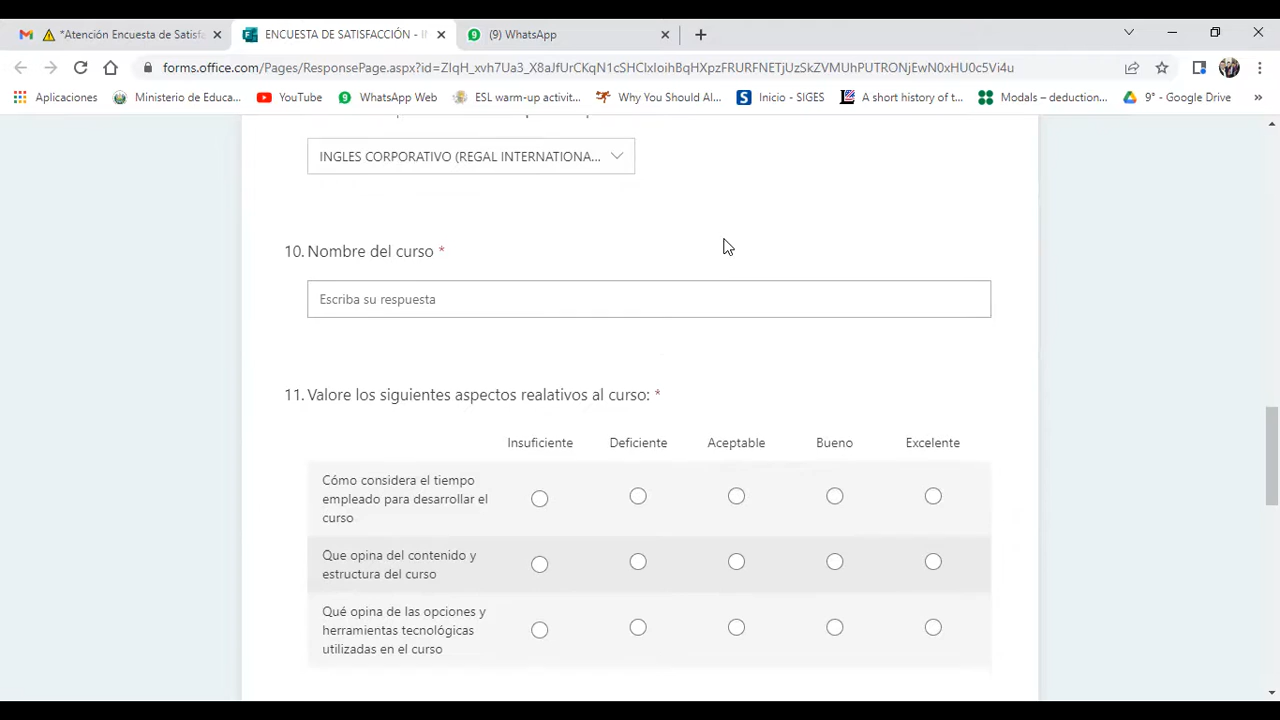 *Atención Encuesta de Satisf
ENCUESTA DE SATISFACCIÓN - I
(9) WhatsApp
forms.office.com/Pages/ResponsePage.aspx?id=ZIqH_xvh7Ua3_X8aJfUrCKqN1cSHCIxIoihBqHXpzFRURFNETjUzSkZVMUhPUTRONjEwN0xHU0c5Vi4u
Aplicaciones
Ministerio de Educa...
YouTube
WhatsApp Web
ESL warm-up activit...
Why You Should Al...
Inicio - SIGES
A short history of t...
Modals – deduction...
9° - Google Drive
»
INGLES CORPORATIVO (REGAL INTERNATIONA...
10. Nombre del curso *
Escriba su respuesta
11. Valore los siguientes aspectos realativos al curso: *
Insuficiente Deficiente Aceptable Bueno Excelente
Cómo considera el tiempo
empleado para desarrollar el
curso
Que opina del contenido y
estructura del curso
Qué opina de las opciones y
herramientas tecnológicas
utilizadas en el curso